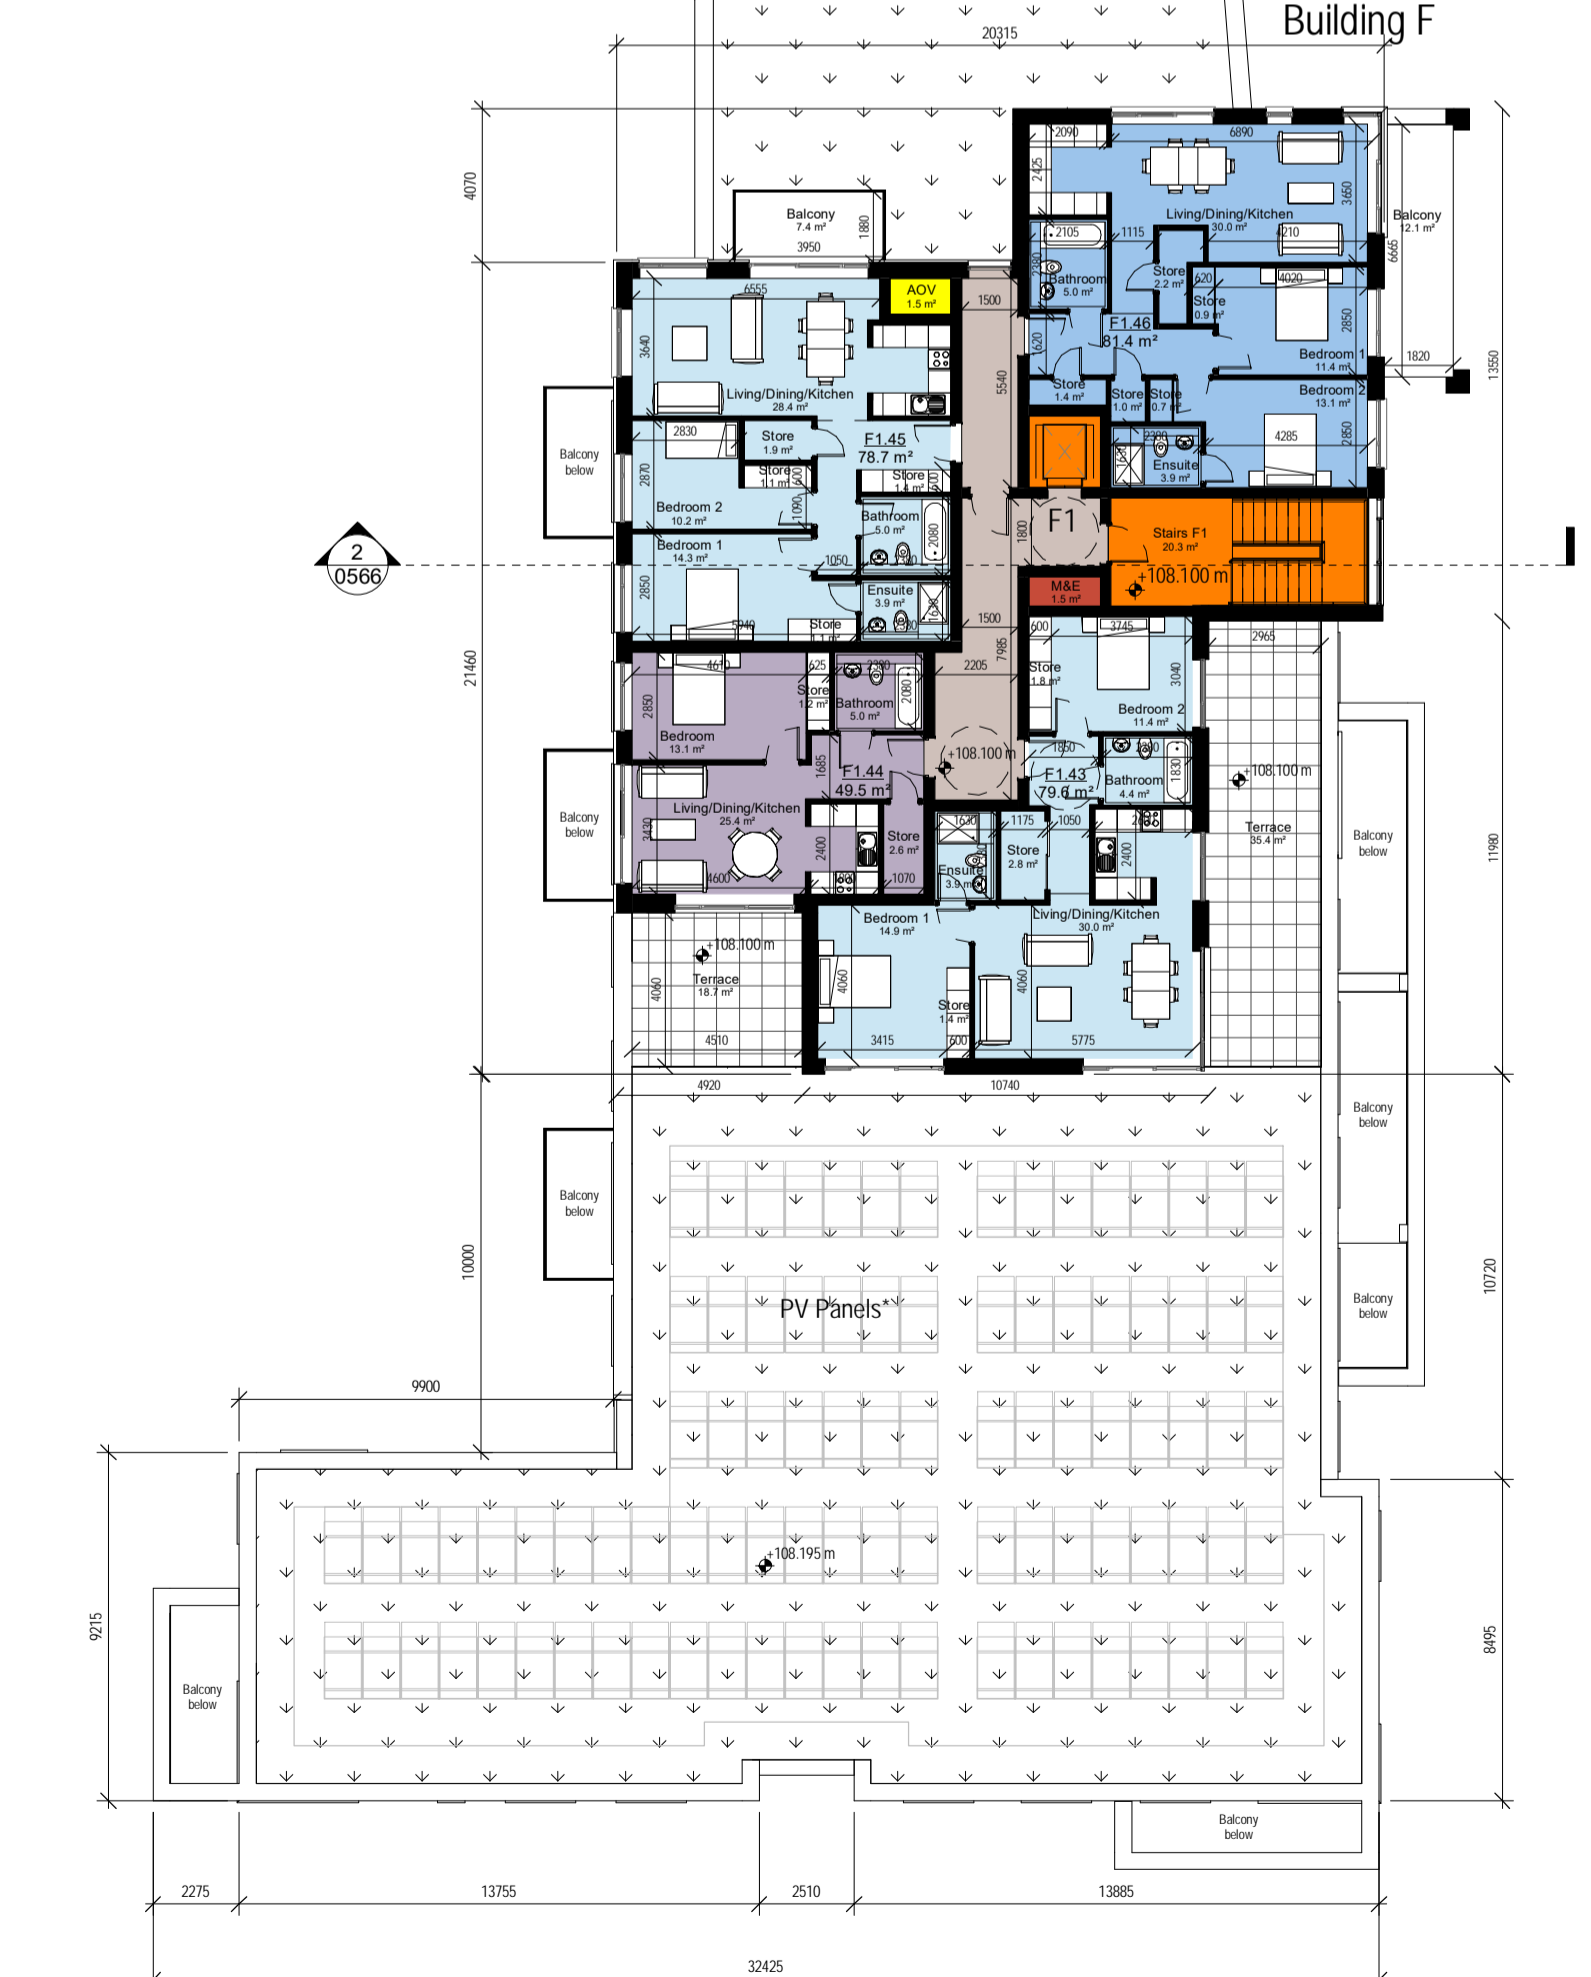 Building F
20315
4070
21460
10000
13550
11980
10720
8495
Balcony
7.4 m²
1880
3950
AOV
1.5 m²
6555
3640
Living/Dining/Kitchen
28.4 m²
F1.45
78.7 m²
Store
1.9 m²
Store
1.1 m²
600
Store
1.4 m²
600
2830
2870
Bedroom 2
10.2 m²
1090
Bathroom
5.0 m²
2080
Bedroom 1
14.3 m²
2850
1050
Ensuite
3.9 m²
1630
5940
Store
1.1 m²
1500
5540
1500
7985
2205
2090
6890
2425
3650
Living/Dining/Kitchen
30.0 m²
4210
Balcony
12.1 m²
6665
1820
2105
1115
2380
Bathroom
5.0 m²
Store
2.2 m²
620
Store
0.9 m²
4020
2850
Bedroom 1
11.4 m²
F1.46
81.4 m²
1620
Store
1.4 m²
Store
1.0 m²
Store
0.7 m²
Bedroom 2
13.1 m²
2850
4285
2380
1630
Ensuite
3.9 m²
F1
1800
Stairs F1
20.3 m²
+108.100 m
M&E
1.5 m²
2
0566
Balcony
below
Balcony
below
Balcony
below
4610
625
2850
Store
1.2 m²
Bedroom
13.1 m²
2380
2080
Bathroom
5.0 m²
1685
F1.44
49.5 m²
Living/Dining/Kitchen
25.4 m²
3430
4600
2400
Store
2.6 m²
1070
+108.100 m
600
3745
3040
Store
1.8 m²
Bedroom 2
11.4 m²
1850
F1.43
79.6 m²
Bathroom
4.4 m²
1830
1630
1175
1050
2400
Ensuite
3.9 m²
Store
2.8 m²
Bedroom 1
14.9 m²
Living/Dining/Kitchen
30.0 m²
4060
4060
Store
1.4 m²
3415
600
5775
2965
+108.100 m
Terrace
35.4 m²
+108.100 m
Terrace
18.7 m²
4060
4510
4920
10740
Balcony
below
Balcony
below
Balcony
below
PV Panels*
9900
+108.195 m
9215
Balcony
below
Balcony
below
2275
13755
2510
13885
32425